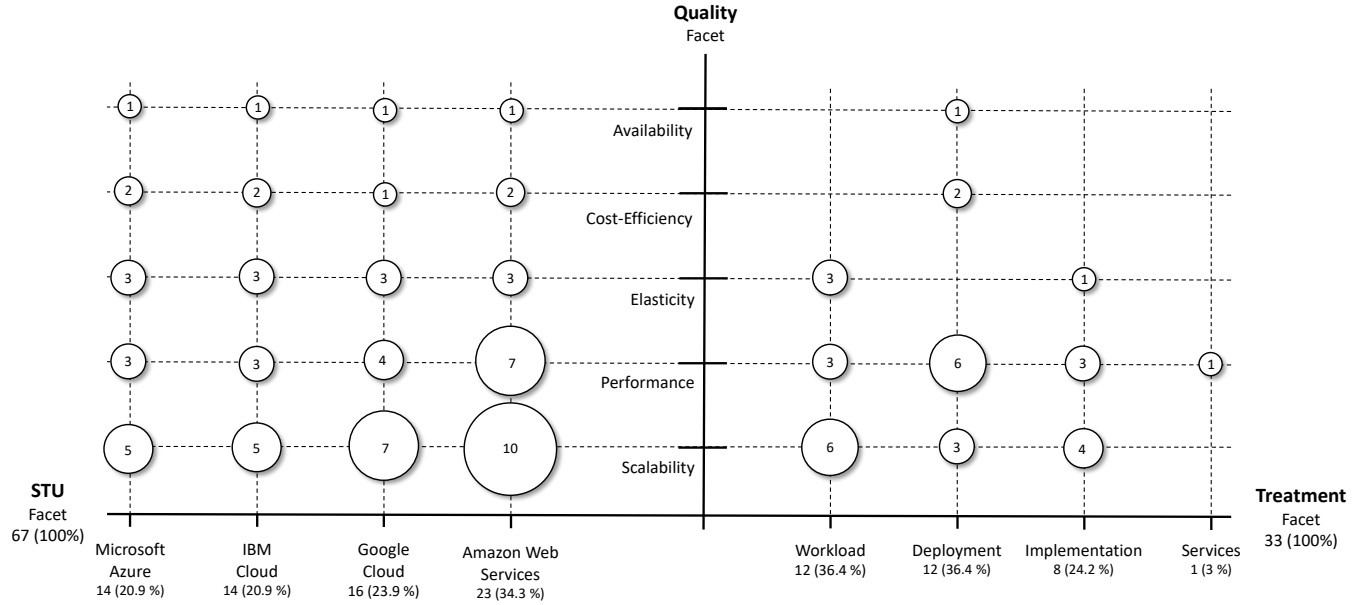 Quality
Facet
1 1 1 1 1
Availability
2 2 1 2 2
Cost-Efficiency
3 3 3 3 3 1
Elasticity
3 3 4 7 3 6 3 1
Performance
5 5 7 10 6 3 4
Scalability
STU
Facet
67 (100%)
Treatment
Facet
33 (100%)
Microsoft
Azure
14 (20.9 %)
IBM
Cloud
14 (20.9 %)
Google
Cloud
16 (23.9 %)
Amazon Web
Services
23 (34.3 %)
Workload
12 (36.4 %)
Deployment
12 (36.4 %)
Implementation
8 (24.2 %)
Services
1 (3 %)